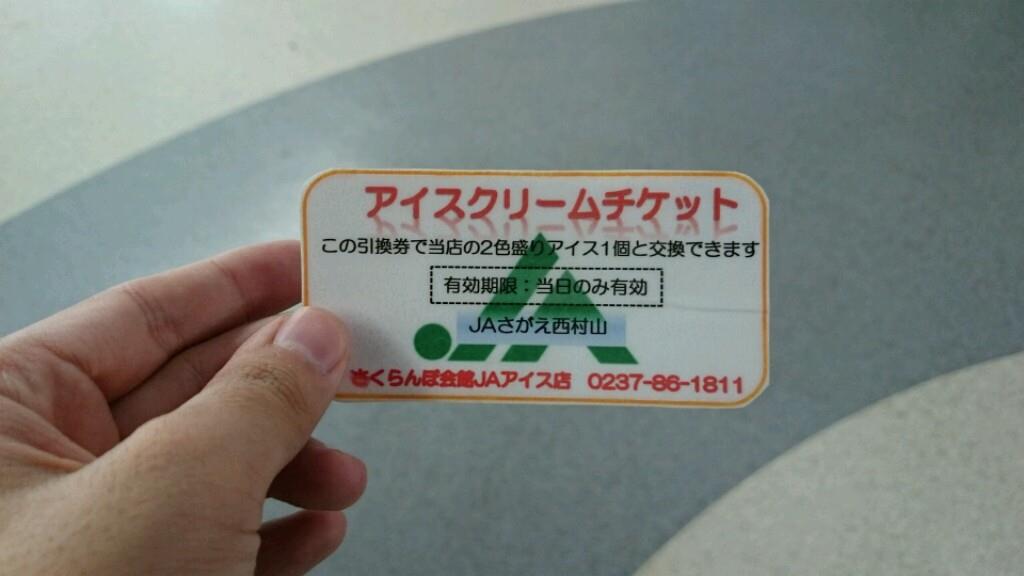 アイスクリームチケット
この引換券で当店の2色盛りアイス1個と交換できます
有効期限：当日のみ有効
JAさがえ西村山
さくらんぼ会館JAアイス店 0237-86-1811